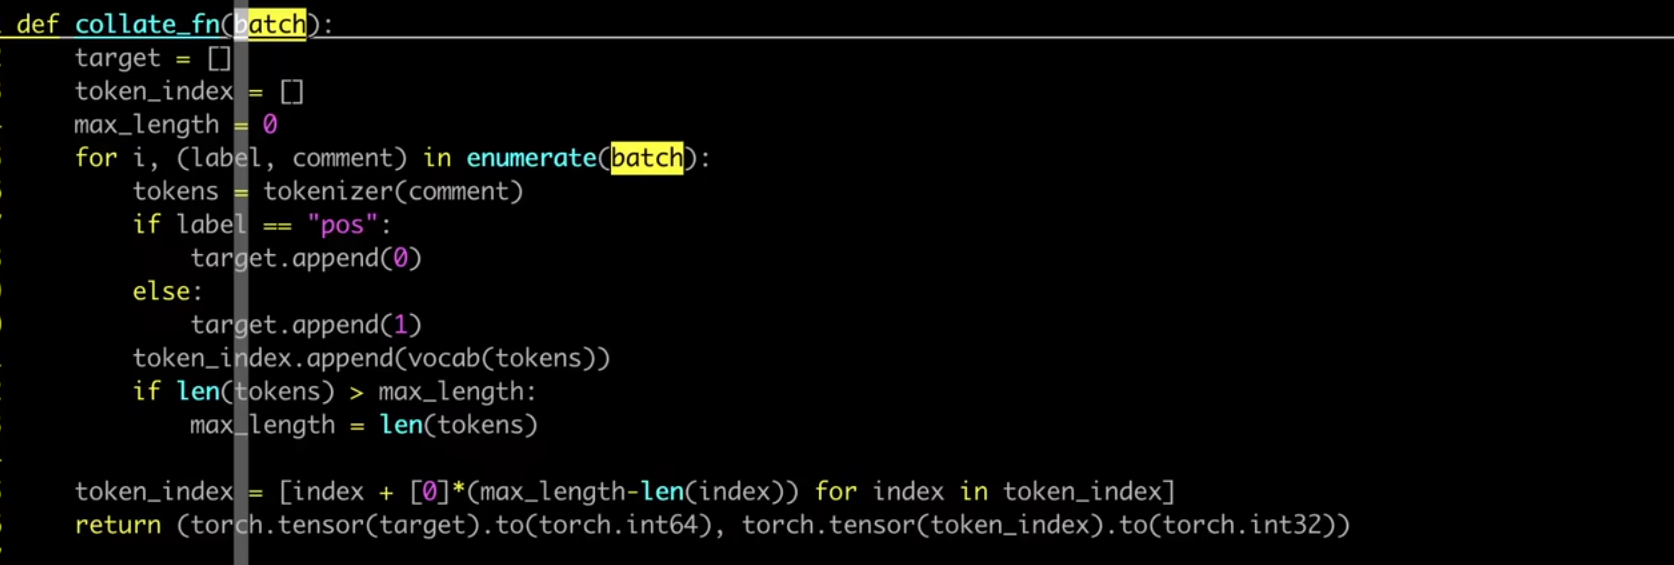 def collate_fn(batch):
    target = []
    token_index = []
    max_length = 0
    for i, (label, comment) in enumerate(batch):
        tokens = tokenizer(comment)
        if label == "pos":
            target.append(0)
        else:
            target.append(1)
        token_index.append(vocab(tokens))
        if len(tokens) > max_length:
            max_length = len(tokens)
    token_index = [index + [0]*(max_length-len(index)) for index in token_index]
    return (torch.tensor(target).to(torch.int64), torch.tensor(token_index).to(torch.int32))